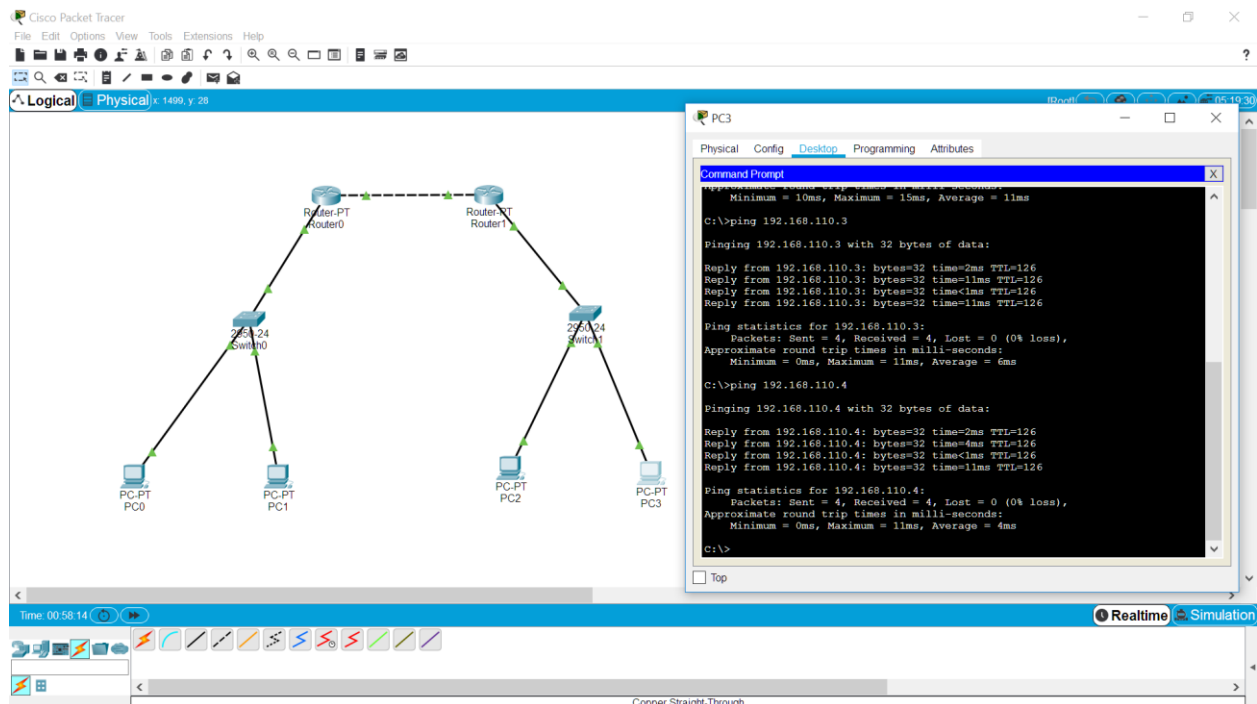 Cisco Packet Tracer
File Edit Options View Tools Extensions Help
?
Logical Physical x: 1499, y: 28
[Root] 05:19:30
PC3
Physical Config Desktop Programming Attributes
Command Prompt X
Approximate round trip times in milli-seconds:
Minimum = 10ms, Maximum = 15ms, Average = 11ms
C:\>ping 192.168.110.3
Pinging 192.168.110.3 with 32 bytes of data:
Reply from 192.168.110.3: bytes=32 time=2ms TTL=126
Reply from 192.168.110.3: bytes=32 time=11ms TTL=126
Reply from 192.168.110.3: bytes=32 time<1ms TTL=126
Reply from 192.168.110.3: bytes=32 time=11ms TTL=126
Ping statistics for 192.168.110.3:
Packets: Sent = 4, Received = 4, Lost = 0 (0% loss),
Approximate round trip times in milli-seconds:
Minimum = 0ms, Maximum = 11ms, Average = 6ms
C:\>ping 192.168.110.4
Pinging 192.168.110.4 with 32 bytes of data:
Reply from 192.168.110.4: bytes=32 time=2ms TTL=126
Reply from 192.168.110.4: bytes=32 time=4ms TTL=126
Reply from 192.168.110.4: bytes=32 time<1ms TTL=126
Reply from 192.168.110.4: bytes=32 time=11ms TTL=126
Ping statistics for 192.168.110.4:
Packets: Sent = 4, Received = 4, Lost = 0 (0% loss),
Approximate round trip times in milli-seconds:
Minimum = 0ms, Maximum = 11ms, Average = 4ms
C:\>
Top
Router-PT
Router0
Router-PT
Router1
2950-24
Switch0
2950-24
Switch1
PC-PT
PC0
PC-PT
PC1
PC-PT
PC2
PC-PT
PC3
Time: 00:58:14
Realtime Simulation
Copper Straight-Through